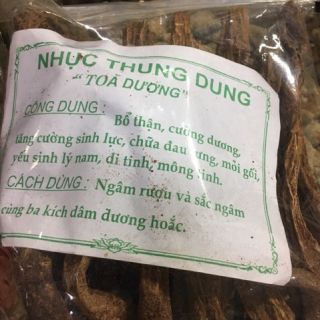 NHỤC THUNG DUNG
"TOẢ DƯƠNG"
CÔNG DỤNG :
Bổ thận, cường dương,
tăng cường sinh lực, chữa đau lưng, mỏi gối,
yếu sinh lý nam, di tinh, mộng tinh.
CÁCH DÙNG : Ngâm rượu và sắc ngâm
cùng ba kích dâm dương hoắc.